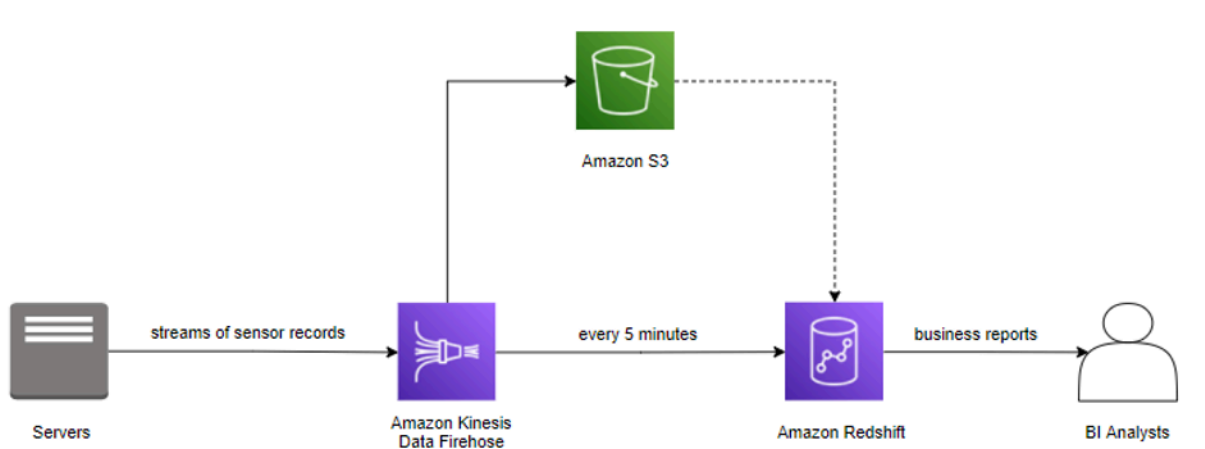 Amazon S3
streams of sensor records
every 5 minutes
business reports
Servers
Amazon Kinesis
Data Firehose
Amazon Redshift
BI Analysts